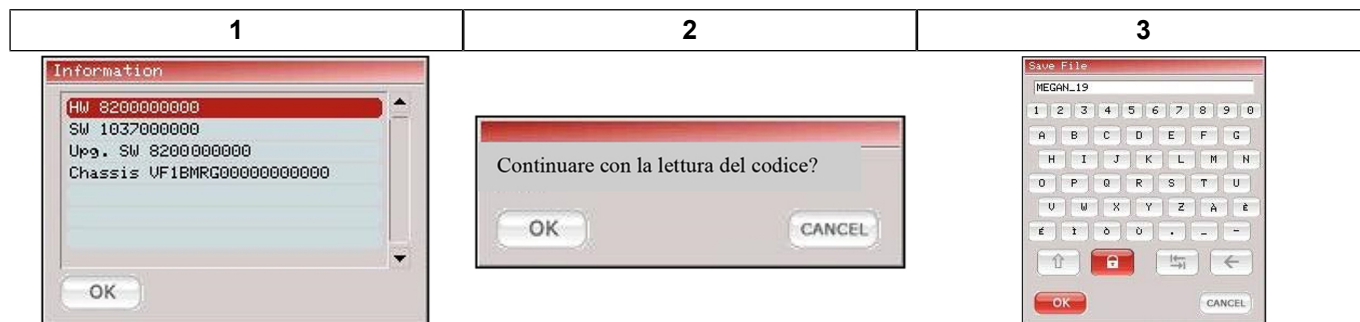 1 2 3
Information
HW 8200000000
SW 1037000000
Upg. SW 8200000000
Chassis VF1BMRG00000000000
OK
Continuare con la lettura del codice?
OK CANCEL
Save File
MEGAN_19
1 2 3 4 5 6 7 8 9 0
A B C D E F G
H I J K L M N
O P Q R S T U
V W X Y Z À È
É Ì Ò Ù . _ -
OK CANCEL